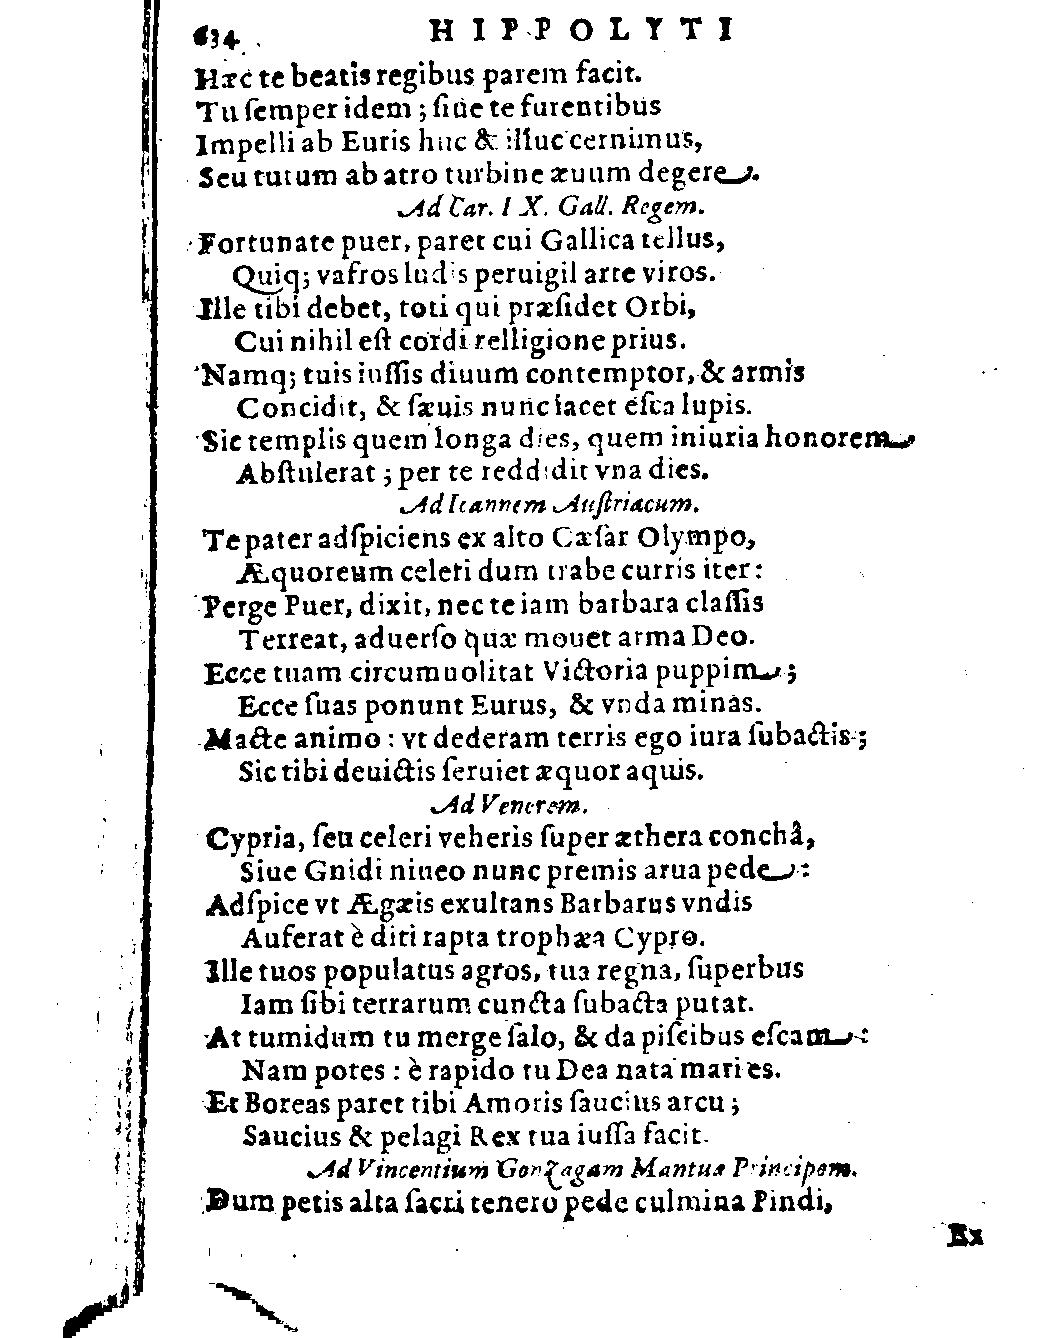 634 HIPPOLYTI
Hæc te beatis regibus parem facit.
Tu ſemper idem; ſiue te furentibus
Impelli ab Euris huc & illuc cernimus,
Seu tutum ab atro turbine æuum degere.
Ad Car. IX. Gall. Regem.
Fortunate puer, paret cui Gallica tellus,
Quiq; vafros ludis peruigil arte viros.
Ille tibi debet, toti qui præſidet Orbi,
Cui nihil eſt cordi relligione prius.
Namq; tuis iuſſis diuum contemptor, & armis
Concidit, & ſæuis nunc iacet eſca lupis.
Sic templis quem longa dies, quem iniuria honorem
Abſtulerat; per te reddidit vna dies.
Ad Ioannem Auſtriacum.
Te pater adſpiciens ex alto Cæſar Olympo,
Æquoreum celeri dum trabe curris iter:
Perge Puer, dixit, nec te iam barbara claſſis
Terreat, aduerſo quæ mouet arma Deo.
Ecce tuam circumuolitat Victoria puppim;
Ecce ſuas ponunt Eurus, & vnda minas.
Macte animo: vt dederam terris ego iura ſubactis;
Sic tibi deuictis ſeruiet æquor aquis.
Ad Venerem.
Cypria, ſeu celeri veheris ſuper æthera conchâ,
Siue Gnidi niueo nunc premis arua pede:
Adſpice vt Ægæis exultans Barbarus vndis
Auferat è diti rapta trophæa Cypro.
Ille tuos populatus agros, tua regna, ſuperbus
Iam ſibi terrarum cuncta ſubacta putat.
At tumidum tu merge ſalo, & da piſcibus eſcam:
Nam potes: è rapido tu Dea nata maries.
Et Boreas paret tibi Amoris ſaucius arcu;
Saucius & pelagi Rex tua iuſſa facit.
Ad Vincentium Gonzagam Mantuæ Principem.
Dum petis alta ſacri tenero pede culmina Pindi,
Ex